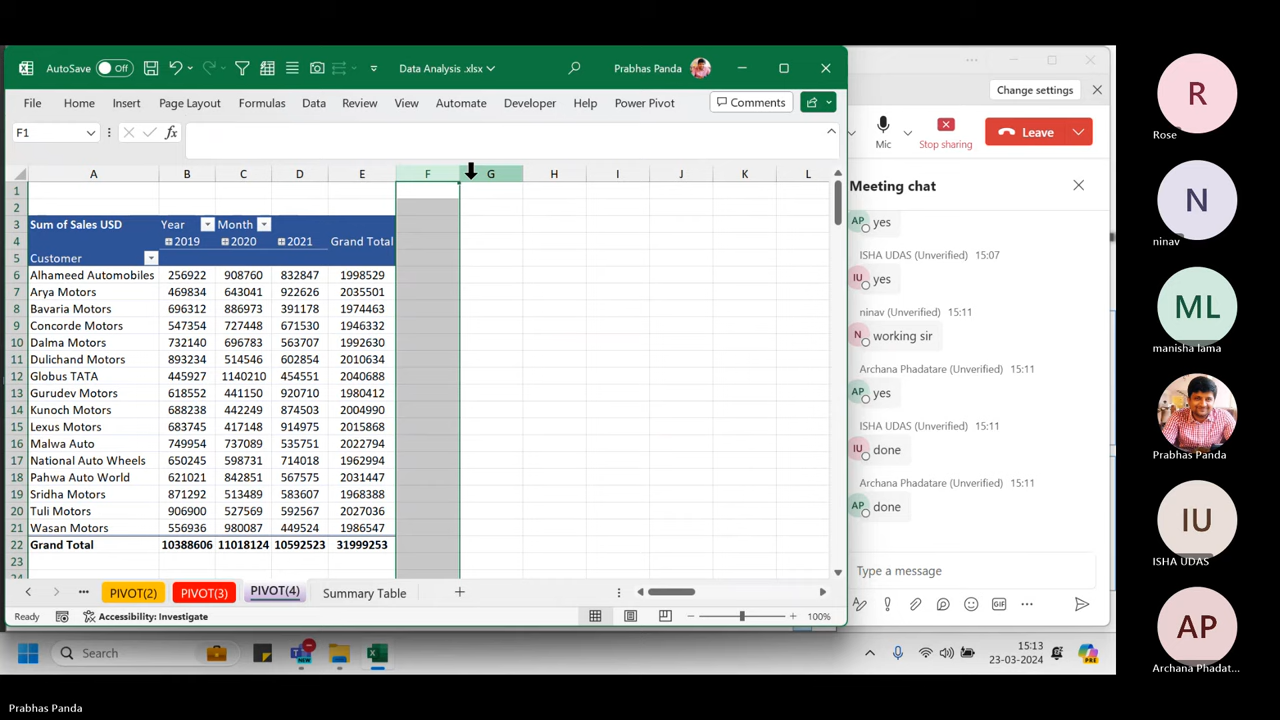 AutoSave Off Data Analysis .xlsx Prabhas Panda
File Home Insert Page Layout Formulas Data Review View Automate Developer Help Power Pivot Comments
F1 fx
A B C D E F G H I J K L
1
2
3 Sum of Sales USD Year Month
4 2019 2020 2021 Grand Total
5 Customer
6 Alhameed Automobiles 256922 908760 832847 1998529
7 Arya Motors 469834 643041 922626 2035501
8 Bavaria Motors 696312 886973 391178 1974463
9 Concorde Motors 547354 727448 671530 1946332
10 Dalma Motors 732140 696783 563707 1992630
11 Dulichand Motors 893234 514546 602854 2010634
12 Globus TATA 445927 1140210 454551 2040688
13 Gurudev Motors 618552 441150 920710 1980412
14 Kunoch Motors 688238 442249 874503 2004990
15 Lexus Motors 683745 417148 914975 2015868
16 Malwa Auto 749954 737089 535751 2022794
17 National Auto Wheels 650245 598731 714018 1962994
18 Pahwa Auto World 621021 842851 567575 2031447
19 Sridha Motors 871292 513489 583607 1968388
20 Tuli Motors 906900 527569 592567 2027036
21 Wasan Motors 556936 980087 449524 1986547
22 Grand Total 10388606 11018124 10592523 31999253
23
24
PIVOT(2) PIVOT(3) PIVOT(4) Summary Table
Ready Accessibility: Investigate 100%
Search
NEW
PRE
15:13
23-03-2024
Change settings
Mic
Stop sharing
Leave
Meeting chat
AP yes
ISHA UDAS (Unverified) 15:07
IU yes
ninav (Unverified) 15:11
N working sir
Archana Phadatare (Unverified) 15:11
AP yes
ISHA UDAS (Unverified) 15:11
IU done
Archana Phadatare (Unverified) 15:11
AP done
Type a message
GIF
R
Rose
N
ninav
ML
manisha lama
Prabhas Panda
IU
ISHA UDAS
AP
Archana Phadat...
Prabhas Panda